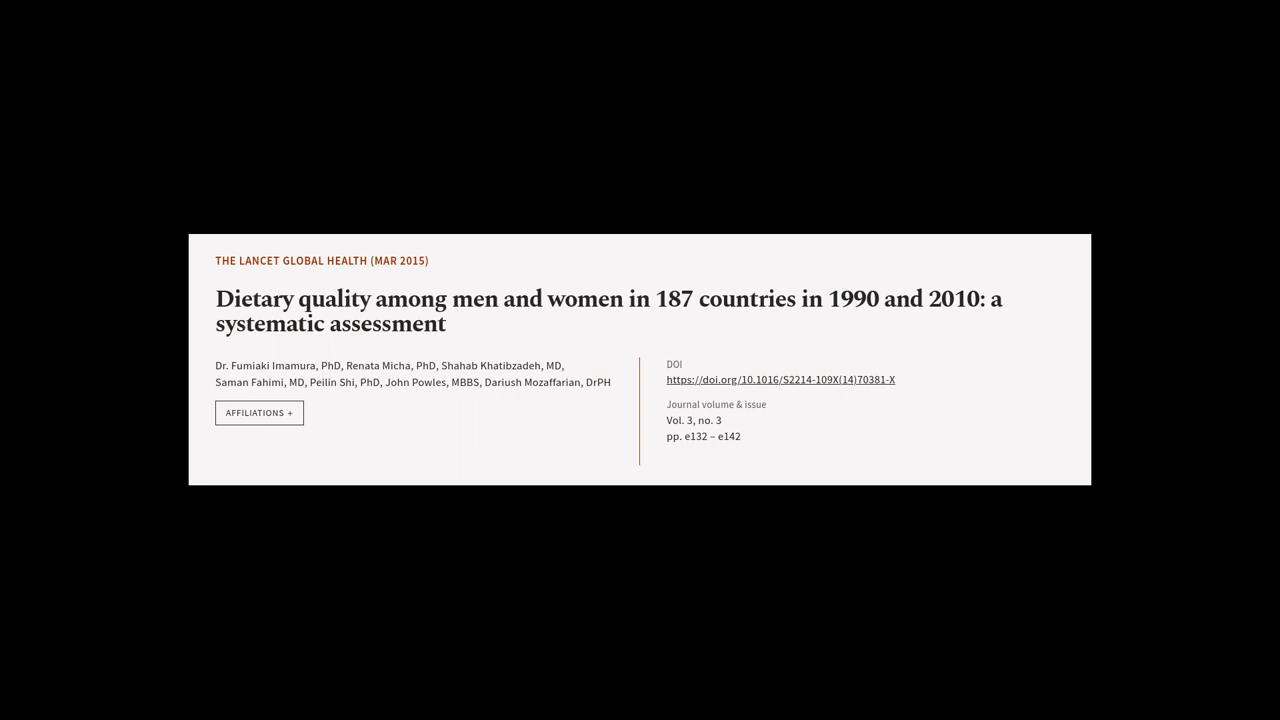 THE LANCET GLOBAL HEALTH (MAR 2015)
Dietary quality among men and women in 187 countries in 1990 and 2010: a
systematic assessment
Dr. Fumiaki Imamura, PhD, Renata Micha, PhD, Shahab Khatibzadeh, MD,
Saman Fahimi, MD, Peilin Shi, PhD, John Powles, MBBS, Dariush Mozaffarian, DrPH
AFFILIATIONS +
DOI
https://doi.org/10.1016/S2214-109X(14)70381-X
Journal volume & issue
Vol. 3, no. 3
pp. e132 – e142